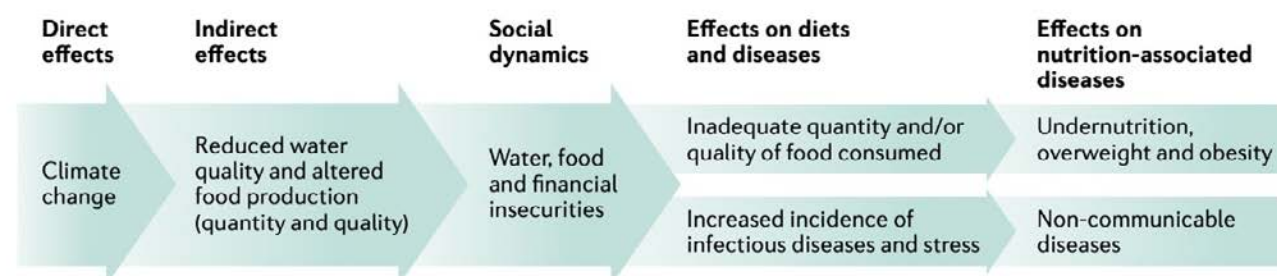 Direct
effects
Indirect
effects
Social
dynamics
Effects on diets
and diseases
Effects on
nutrition-associated
diseases
Climate
change
Reduced water
quality and altered
food production
(quantity and quality)
Water, food
and financial
insecurities
Inadequate quantity and/or
quality of food consumed
Undernutrition,
overweight and obesity
Increased incidence of
infectious diseases and stress
Non-communicable
diseases